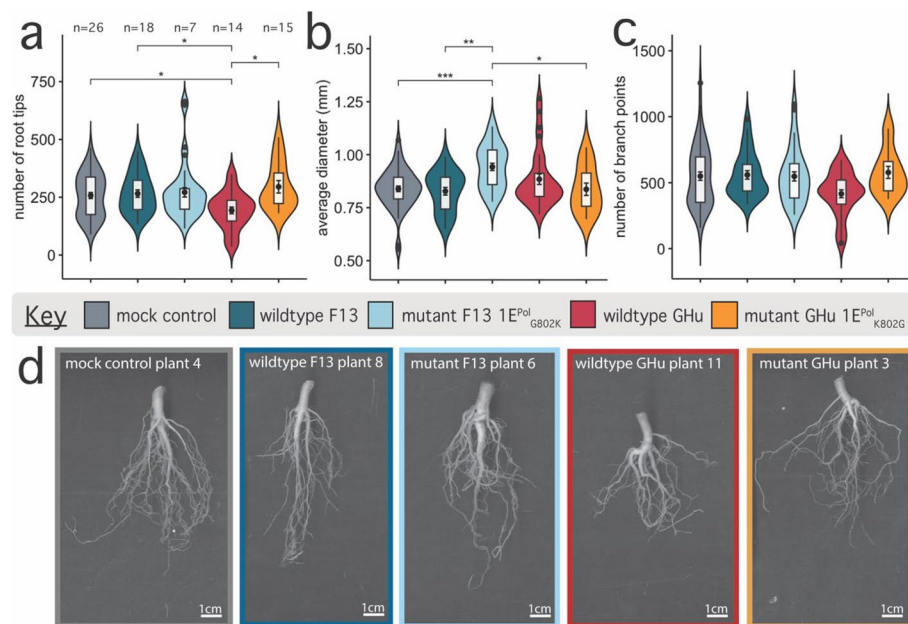 a
n=26 n=18 n=7 n=14 n=15
*
*
*
number of root tips
750
500
250
0
b
**
***
*
average diameter (mm)
1.50
1.25
1.00
0.75
0.50
c
number of branch points
1500
1000
500
0
Key mock control wildtype F13 mutant F13 1E^Pol_G802K wildtype GHu mutant GHu 1E^Pol_K802G
d
mock control plant 4
1cm
wildtype F13 plant 8
1cm
mutant F13 plant 6
1cm
wildtype GHu plant 11
1cm
mutant GHu plant 3
1cm